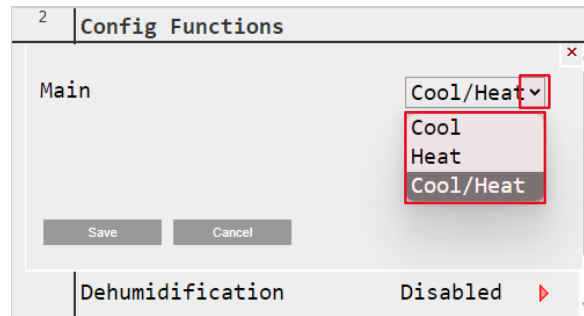 2
Config Functions
×
Main Cool/Heat
Cool
Heat
Cool/Heat
Save Cancel
Dehumidification Disabled